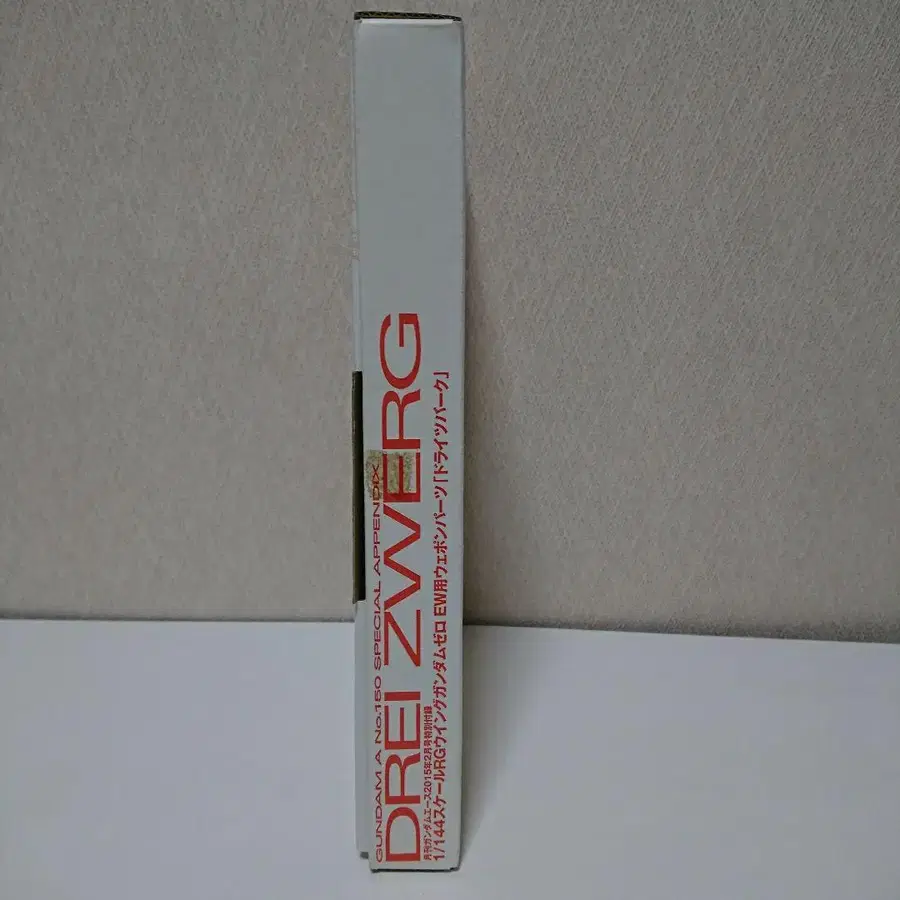 GUNDAM A No.150 SPECIAL APPENDIX
DREI ZWERG
月刊ガンダムエース2015年2月号特別付録
1/144スケールRGウイングガンダムゼロ EW用ウェポンパーツ「ドライツバーク」